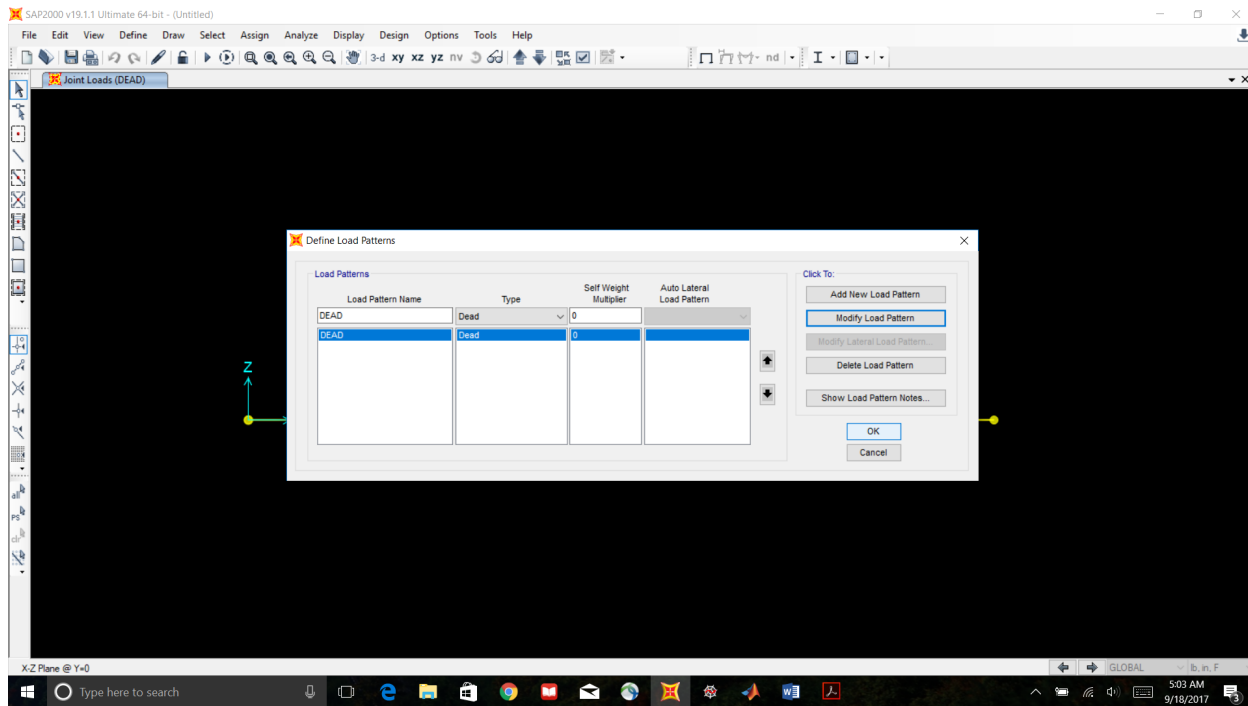 SAP2000 v19.1.1 Ultimate 64-bit - (Untitled)
File Edit View Define Draw Select Assign Analyze Display Design Options Tools Help
3-d xy xz yz nv nd
Joint Loads (DEAD)
Define Load Patterns
Load Patterns
Load Pattern Name Type Self Weight Multiplier Auto Lateral Load Pattern
DEAD Dead 0
DEAD Dead 0
Click To:
Add New Load Pattern
Modify Load Pattern
Modify Lateral Load Pattern...
Delete Load Pattern
Show Load Pattern Notes...
OK
Cancel
Z
all
PS
clr
X-Z Plane @ Y=0
GLOBAL
lb, in, F
Type here to search
5:03 AM
9/18/2017
3